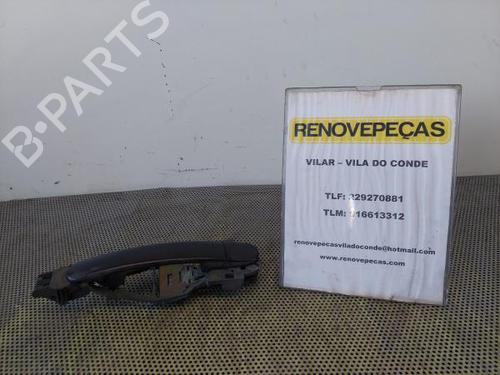 B-PARTS
RENOVEPEÇAS
VILAR – VILA DO CONDE
TLF: 229270881
TLM: 916613312
renovepecasviladoconde@hotmail.com
www.renovepecas.com